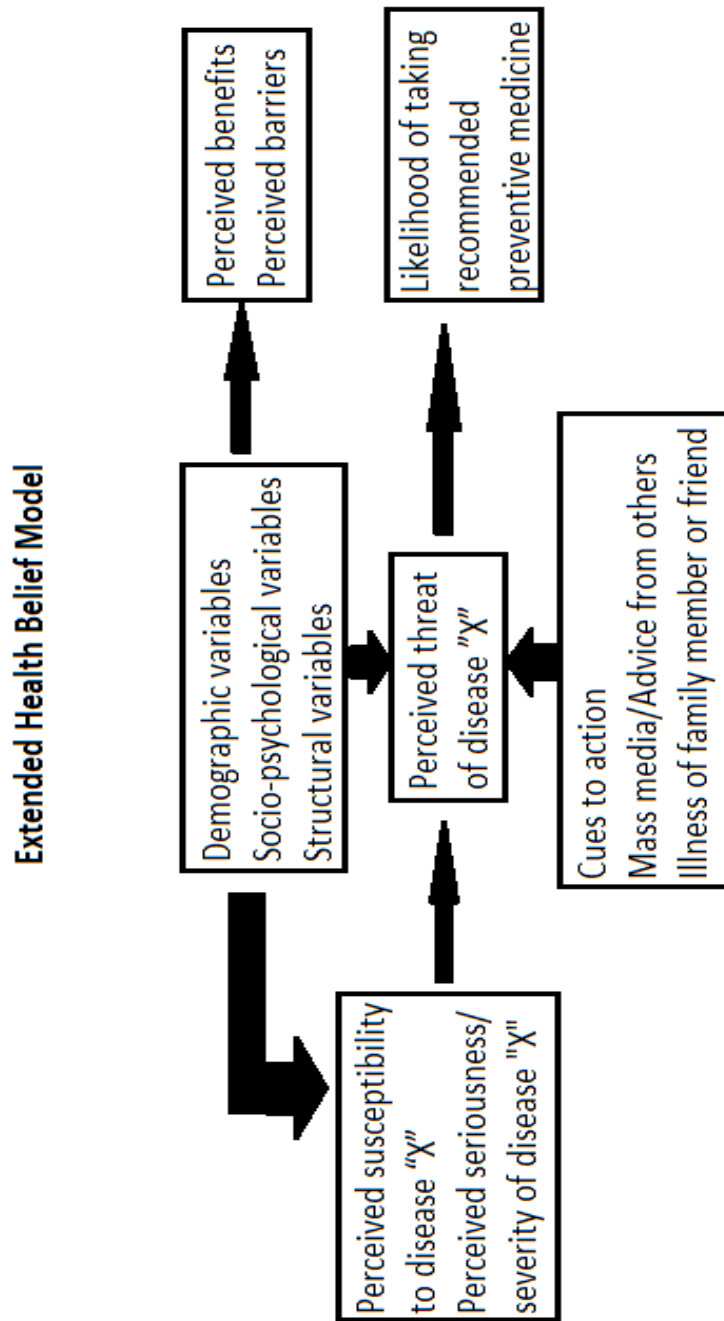 Extended Health Belief Model
Demographic variables
Socio-psychological variables
Structural variables
Perceived benefits
Perceived barriers
Perceived susceptibility
to disease “X”
Perceived seriousness/
severity of disease "X"
Perceived threat
of disease “X”
Likelihood of taking
recommended
preventive medicine
Cues to action
Mass media/Advice from others
Illness of family member or friend